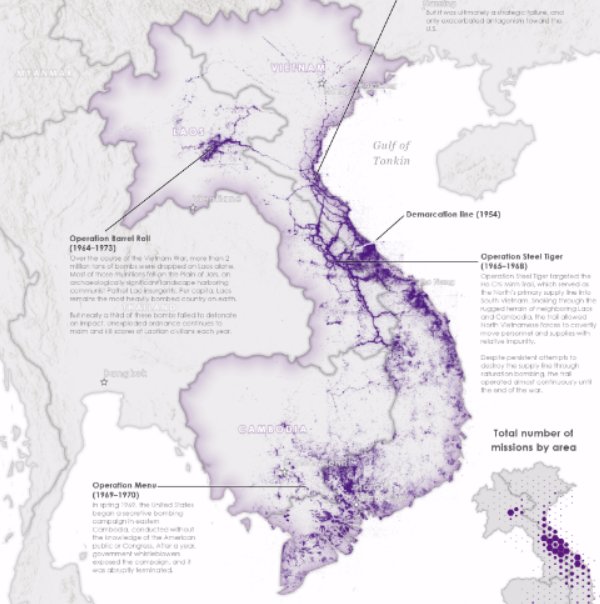 But it was ultimately a strategic failure, and
only exacerbated antagonism toward the
U.S.
MYANMAR
VIETNAM
LAOS
Gulf of
Tonkin
Demarcation line (1954)
Operation Barrel Roll
(1964–1973)
Over the course of the Vietnam War, more than 2
million tons of bombs were dropped on Laos alone.
Most of those munitions fell on the Plain of Jars, an
archaeologically significant landscape harboring
communist Pathet Lao insurgents. Per capita, Laos
remains the most heavily bombed country on earth.
But nearly a third of these bombs failed to detonate
on impact. Unexploded ordnance continues to
maim and kill scores of Laotian civilians each year.
Operation Steel Tiger
(1965–1968)
Operation Steel Tiger targeted the
Ho Chi Minh trail, which served as
the North's primary supply line into
South Vietnam. Snaking through the
rugged terrain of neighboring Laos
and Cambodia, the trail allowed
North Vietnamese forces to covertly
move personnel and supplies with
relative impunity.
Despite persistent attempts to
destroy the supply line through
saturation bombing, the trail
operated almost continuously until
the end of the war.
Da Nang
Bangkok
CAMBODIA
Total number of
missions by area
Operation Menu
(1969–1970)
In spring 1969, the United States
began a secretive bombing
campaign in eastern
Cambodia, conducted without
the knowledge of the American
public or Congress. After a year,
government whistleblowers
exposed the campaign, and it
was abruptly terminated.